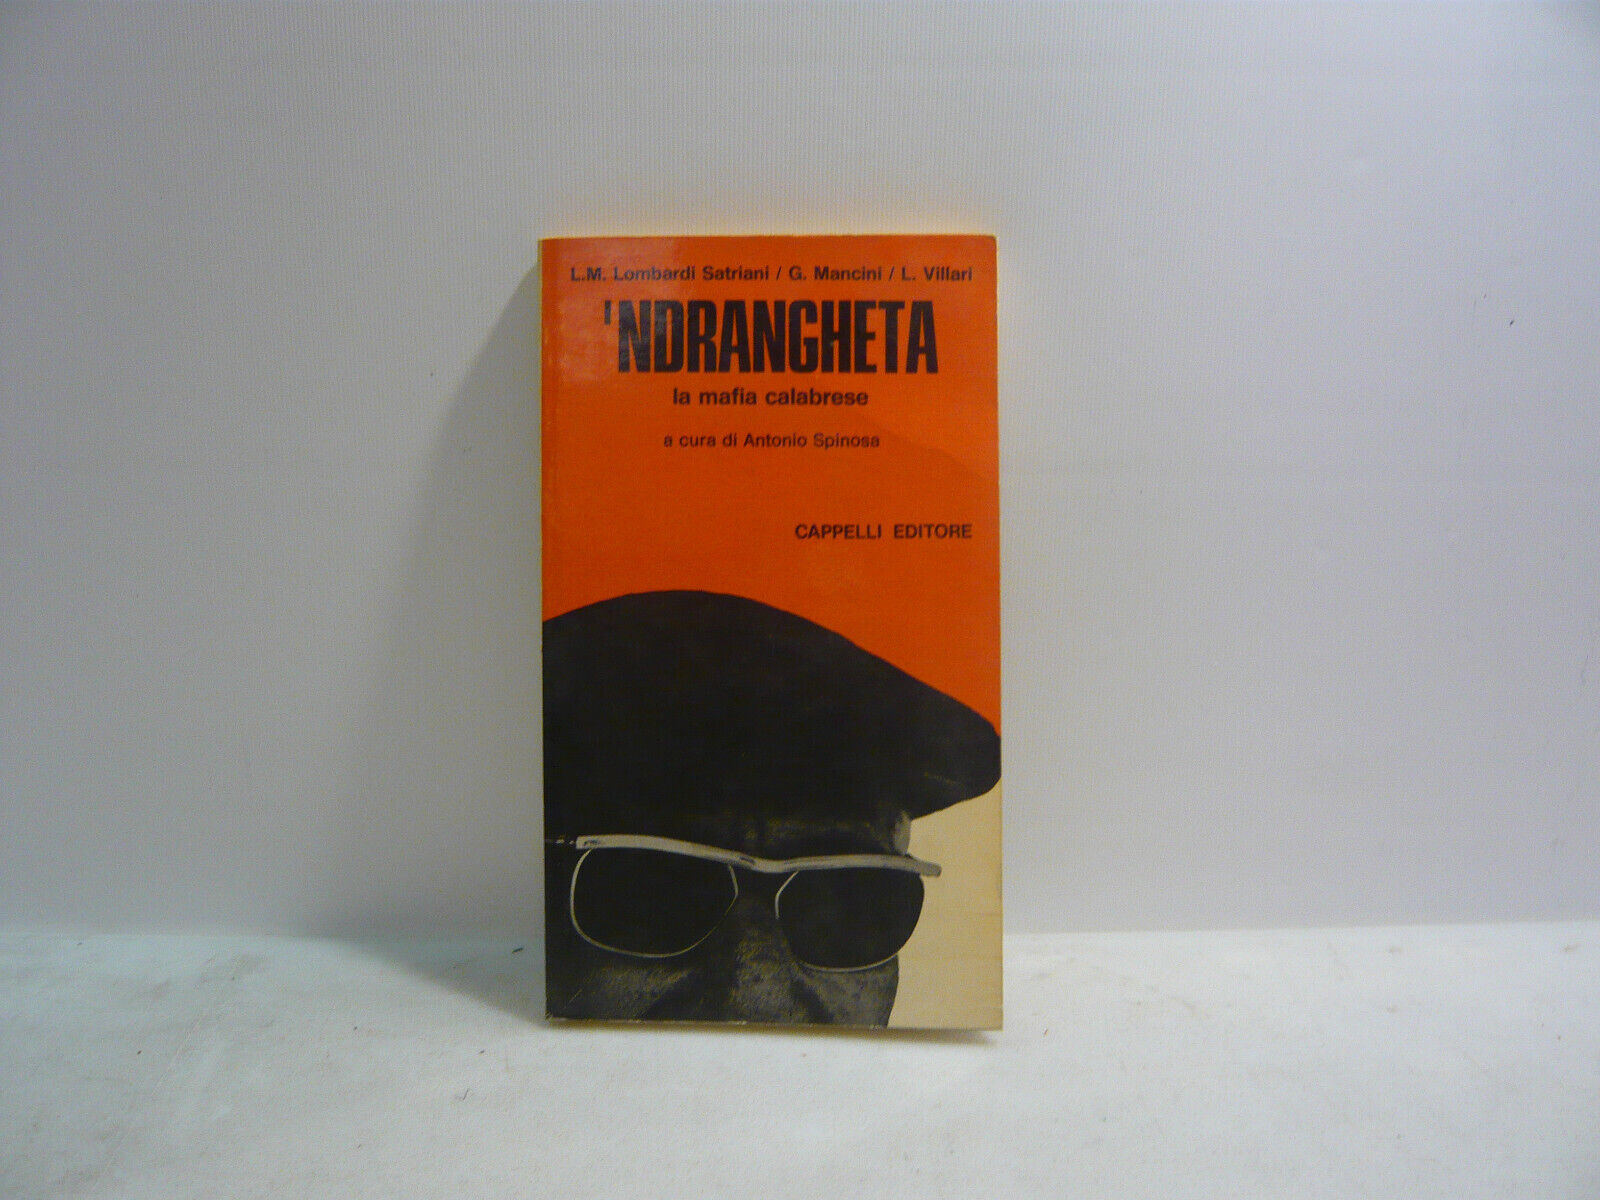 L.M. Lombardi Satriani / G. Mancini / L. Villari
'NDRANGHETA
la mafia calabrese
a cura di Antonio Spinosa
CAPPELLI EDITORE